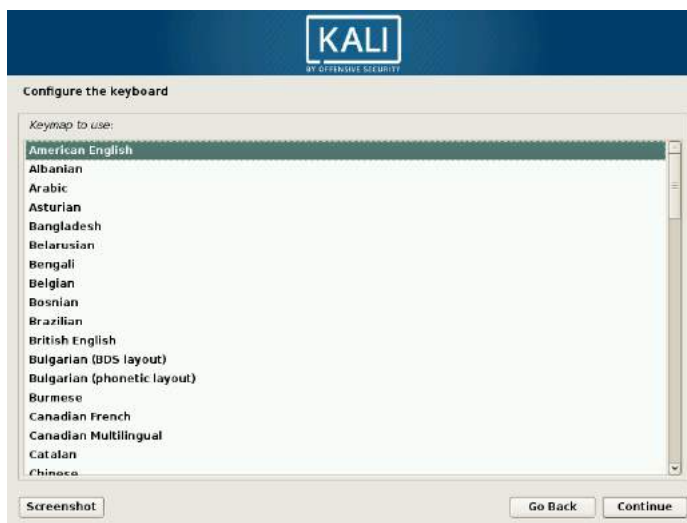 KALI
BY OFFENSIVE SECURITY
Configure the keyboard
Keymap to use:
American English
Albanian
Arabic
Asturian
Bangladesh
Belarusian
Bengali
Belgian
Bosnian
Brazilian
British English
Bulgarian (BDS layout)
Bulgarian (phonetic layout)
Burmese
Canadian French
Canadian Multilingual
Catalan
Chinese
Screenshot Go Back Continue